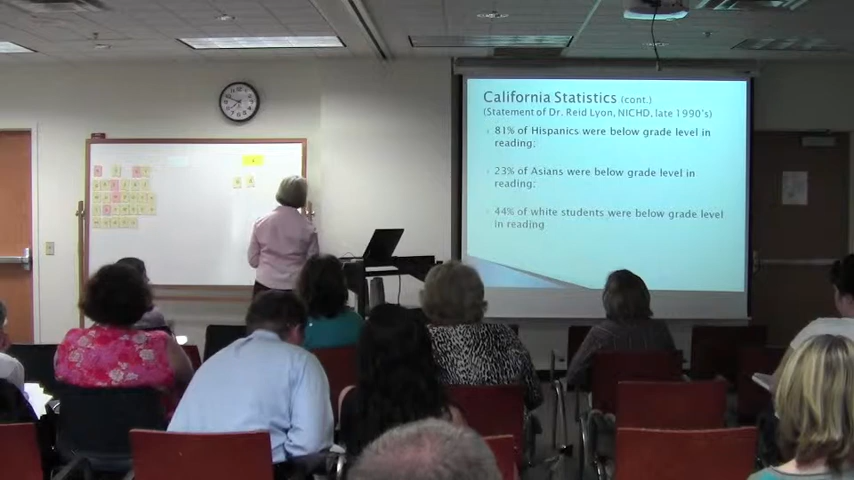 California Statistics (cont.)
(Statement of Dr. Reid Lyon, NICHD, late 1990's)
81% of Hispanics were below grade level in
reading;
23% of Asians were below grade level in
reading;
44% of white students were below grade level
in reading